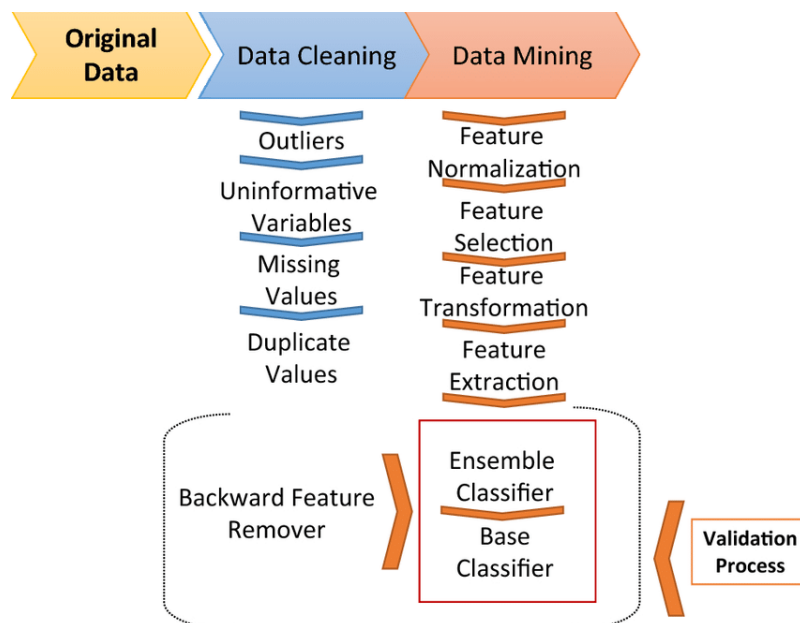 Original
Data
Data Cleaning
Data Mining
Outliers
Uninformative
Variables
Missing
Values
Duplicate
Values
Feature
Normalization
Feature
Selection
Feature
Transformation
Feature
Extraction
Backward Feature
Remover
Ensemble
Classifier
Base
Classifier
Validation
Process